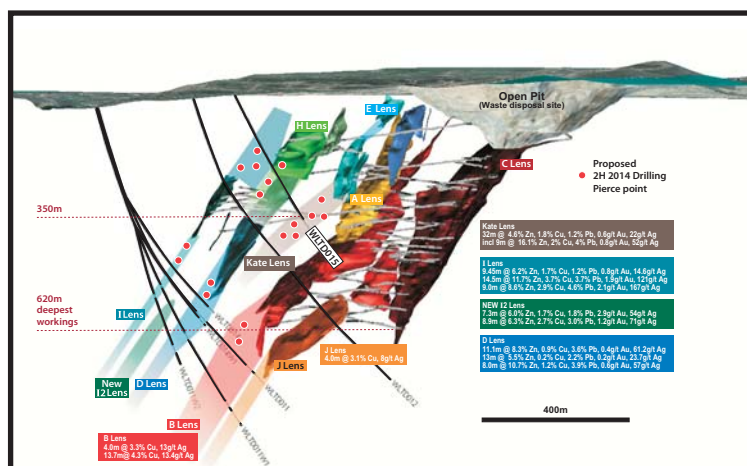 E Lens
Open Pit
(Waste disposal site)
H Lens
C Lens
Proposed
2H 2014 Drilling
Pierce point
A Lens
350m
WLTD015
Kate Lens
Kate Lens
32m @ 4.6% Zn, 1.8% Cu, 1.2% Pb, 0.6g/t Au, 22g/t Ag
incl 9m @ 16.1% Zn, 2% Cu, 4% Pb, 0.8g/t Au, 52g/t Ag
I Lens
9.45m @ 6.2% Zn, 1.7% Cu, 1.2% Pb, 0.8g/t Au, 14.6g/t Ag
14.5m @ 11.7% Zn, 3.7% Cu, 3.7% Pb, 1.9g/t Au, 121g/t Ag
9.0m @ 8.6% Zn, 2.9% Cu, 4.6% Pb, 2.1g/t Au, 167g/t Ag
NEW I2 Lens
7.3m @ 6.0% Zn, 1.7% Cu, 1.8% Pb, 2.9g/t Au, 54g/t Ag
8.9m @ 6.3% Zn, 2.7% Cu, 3.0% Pb, 1.2g/t Au, 71g/t Ag
D Lens
11.1m @ 8.3% Zn, 0.9% Cu, 3.6% Pb, 0.4g/t Au, 61.2g/t Ag
13m @ 5.5% Zn, 0.2% Cu, 2.2% Pb, 0.2g/t Au, 23.7g/t Ag
8.0m @ 10.7% Zn, 1.2% Cu, 3.9% Pb, 0.6g/t Au, 57g/t Ag
620m
deepest
workings
I Lens
J Lens
4.0m @ 3.1% Cu, 8g/t Ag
J Lens
New
I2 Lens
D Lens
WLTD011W2
WLTD011
WLTD012
400m
B Lens
WLTD011W1
B Lens
4.0m @ 3.3% Cu, 13g/t Ag
13.7m@ 4.3% Cu, 13.4g/t Ag